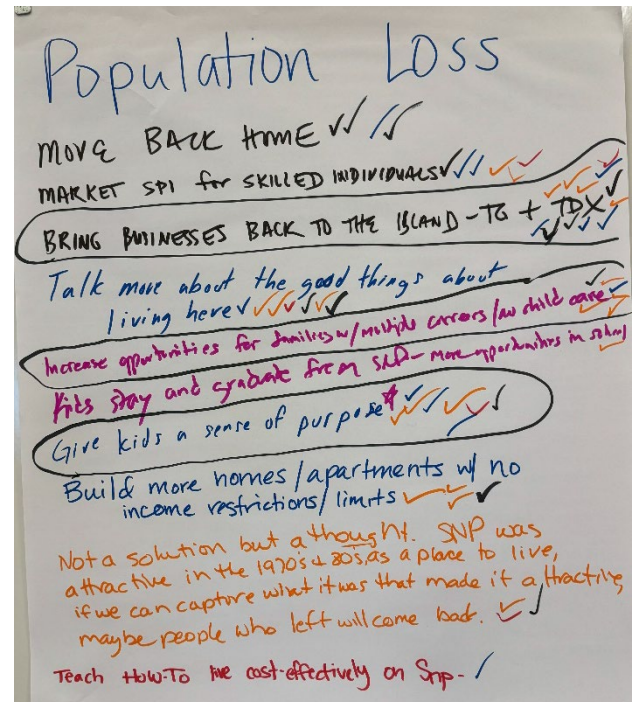 Population Loss
MOVE BACK HOME ✓✓ ✓✓
MARKET SPI for SKILLED INDIVIDUALS ✓✓✓✓✓
BRING BUSINESSES BACK TO THE ISLAND - TG + TDX ✓
Talk more about the good things about
living here ✓✓✓✓✓✓
Increase opportunities for families w/ multiple careers / child care
Kids stay and graduate from - more opportunities in
Give kids a sense of purpose
Build more homes/apartments w/ no
income restrictions/limits ✓✓✓
Not a solution but a thought. SNP was
attractive in the 1970's + 80's, as a place to live,
if we can capture what it was that made it attractive,
maybe people who left will come back. ✓✓
Teach How-To live cost-effectively on Snp - ✓